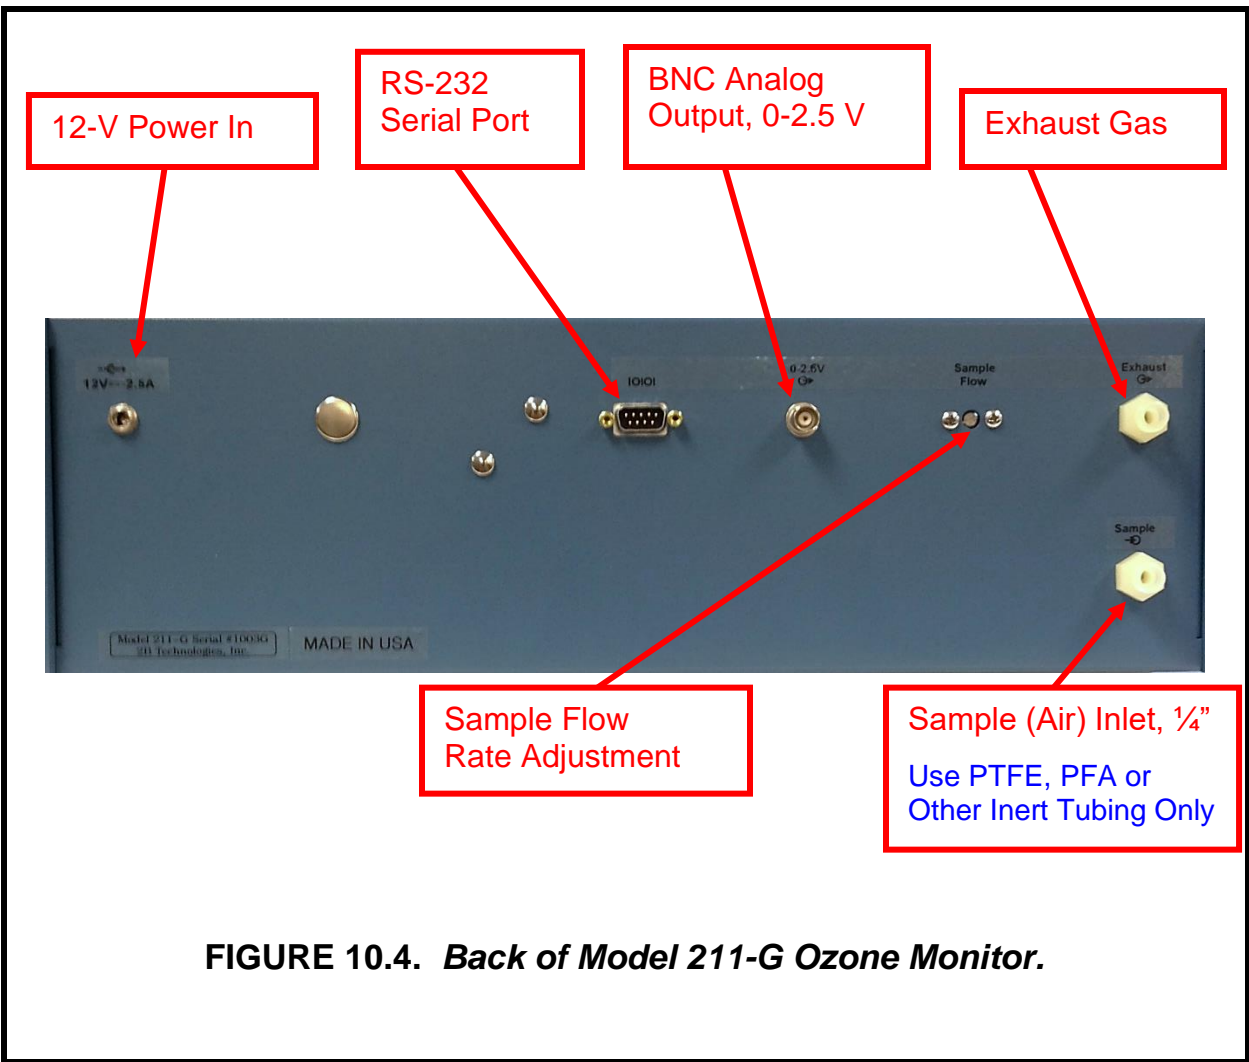 12-V Power In
RS-232
Serial Port
BNC Analog
Output, 0-2.5 V
Exhaust Gas
12V 2.5A
IOIOI
0-2.5V
Sample
Flow
Exhaust
Sample
Model 211-G Serial #1003G
2B Technologies, Inc.
MADE IN USA
Sample Flow
Rate Adjustment
Sample (Air) Inlet, ¼”
Use PTFE, PFA or
Other Inert Tubing Only
FIGURE 10.4. Back of Model 211-G Ozone Monitor.